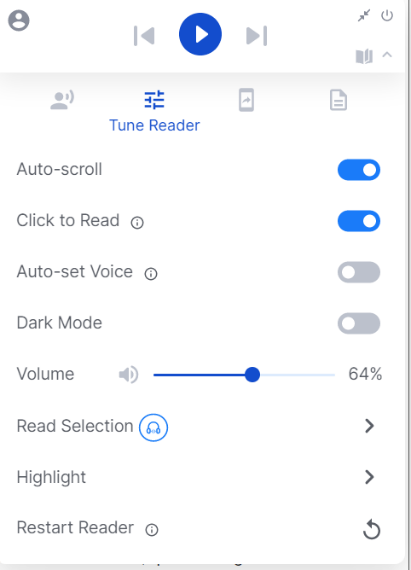 Tune Reader
Auto-scroll
Click to Read
Auto-set Voice
Dark Mode
Volume 64%
Read Selection
Highlight
Restart Reader